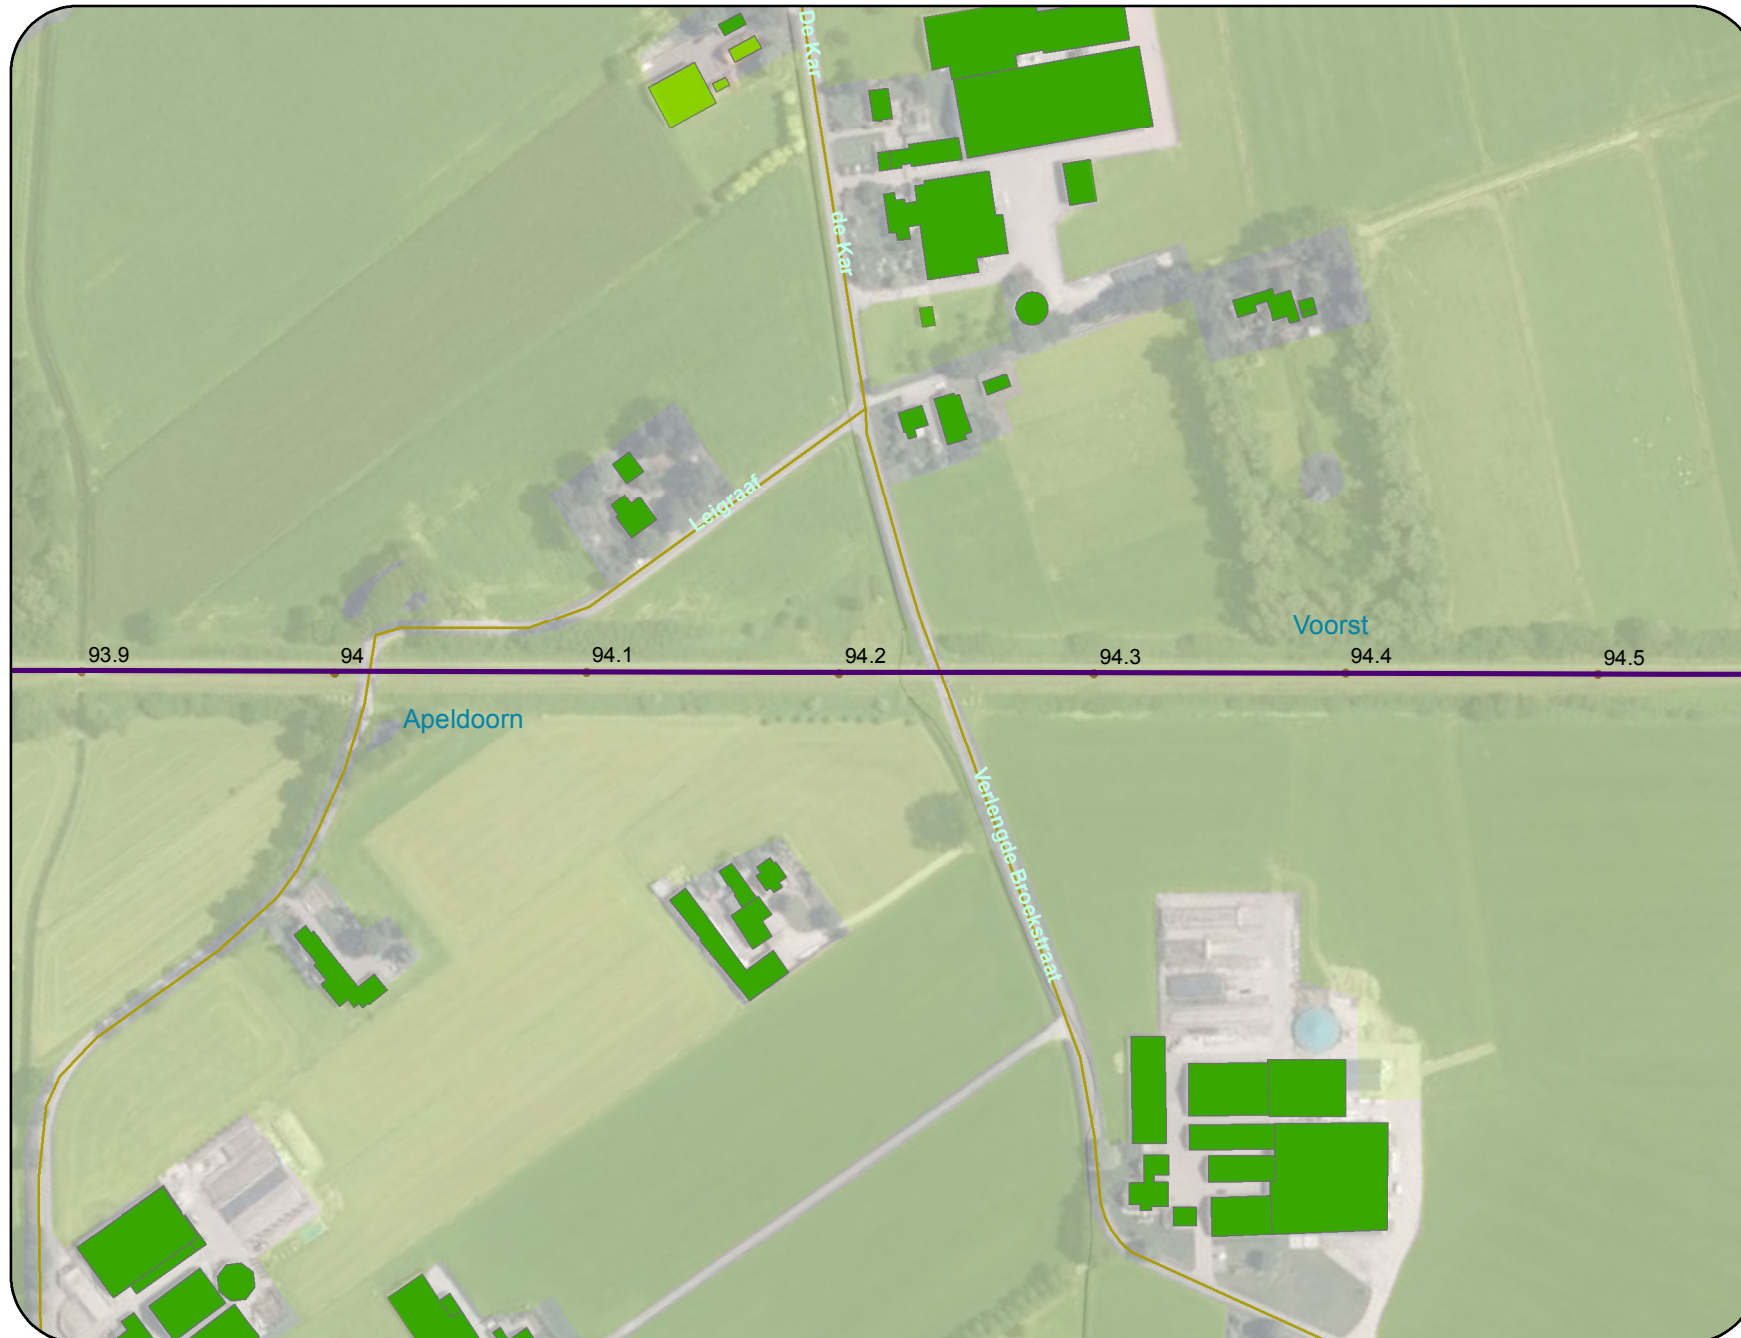 De Kar
de Kar
Leigraaf
Voorst
93.9
94
94.1
94.2
94.3
94.4
94.5
Apeldoorn
Verlengde Broekstraat